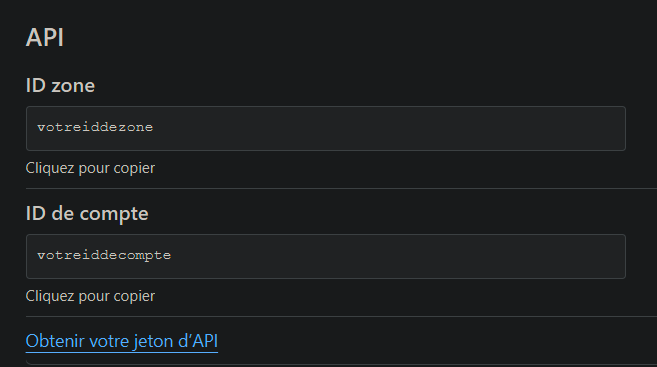 API
ID zone
votreiddezone
Cliquez pour copier
ID de compte
votreiddecompte
Cliquez pour copier
Obtenir votre jeton d’API